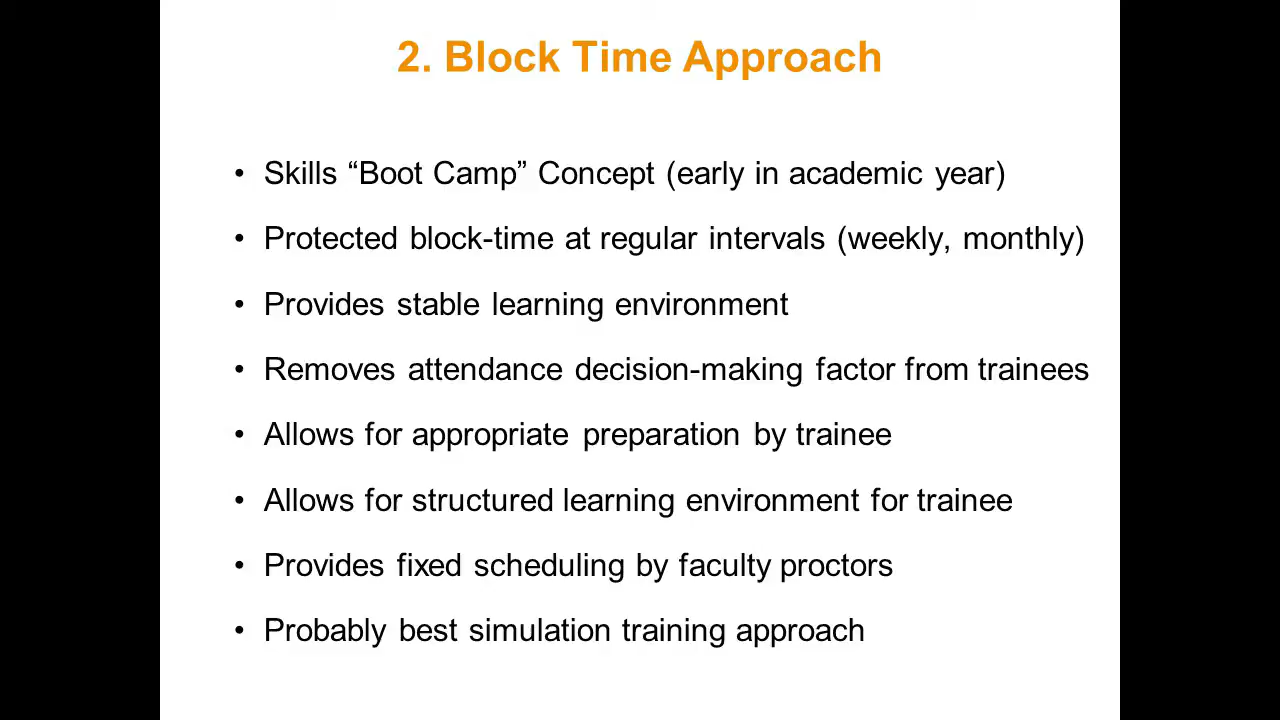 2. Block Time Approach
• Skills “Boot Camp” Concept (early in academic year)
• Protected block-time at regular intervals (weekly, monthly)
• Provides stable learning environment
• Removes attendance decision-making factor from trainees
• Allows for appropriate preparation by trainee
• Allows for structured learning environment for trainee
• Provides fixed scheduling by faculty proctors
• Probably best simulation training approach